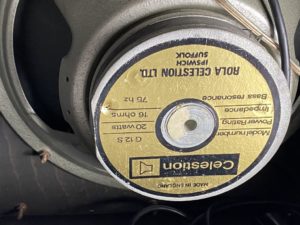 MADE IN ENGLAND
Celestion
Model number G 12 S
Power Rating 20 watts
Impedance 16 ohms
Bass resonance 75 hz
ROLA CELESTION LTD.
IPSWICH
SUFFOLK